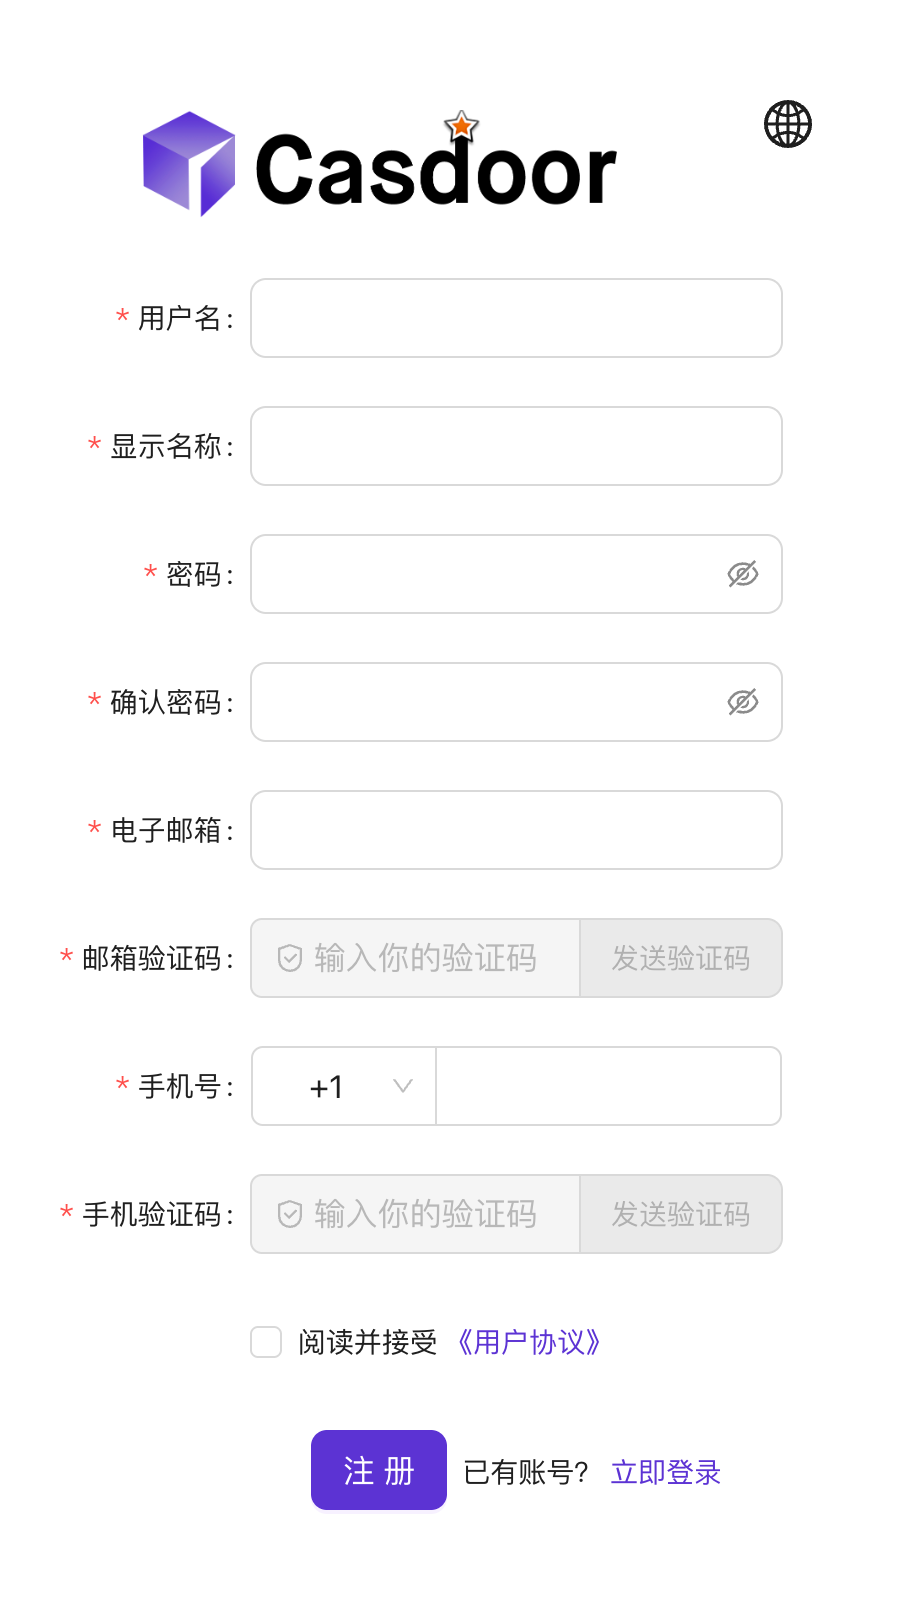 Casdoor
* 用户名:
* 显示名称:
* 密码:
* 确认密码:
* 电子邮箱:
* 邮箱验证码: 输入你的验证码 发送验证码
* 手机号: +1
* 手机验证码: 输入你的验证码 发送验证码
阅读并接受 《用户协议》
注 册 已有账号? 立即登录